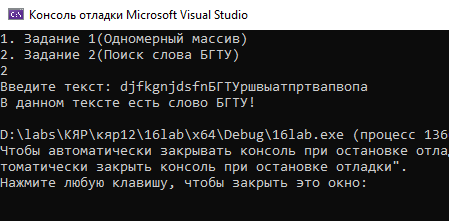 Консоль отладки Microsoft Visual Studio
1. Задание 1(Одномерный массив)
2. Задание 2(Поиск слова БГТУ)
2
Введите текст: djfkgnjdsfnБГТУршвыатпртвапвопа
В данном тексте есть слово БГТУ!
D:\labs\КЯР\кяр12\16lab\x64\Debug\16lab.exe (процесс 136
Чтобы автоматически закрывать консоль при остановке отла
томатически закрыть консоль при остановке отладки".
Нажмите любую клавишу, чтобы закрыть это окно: